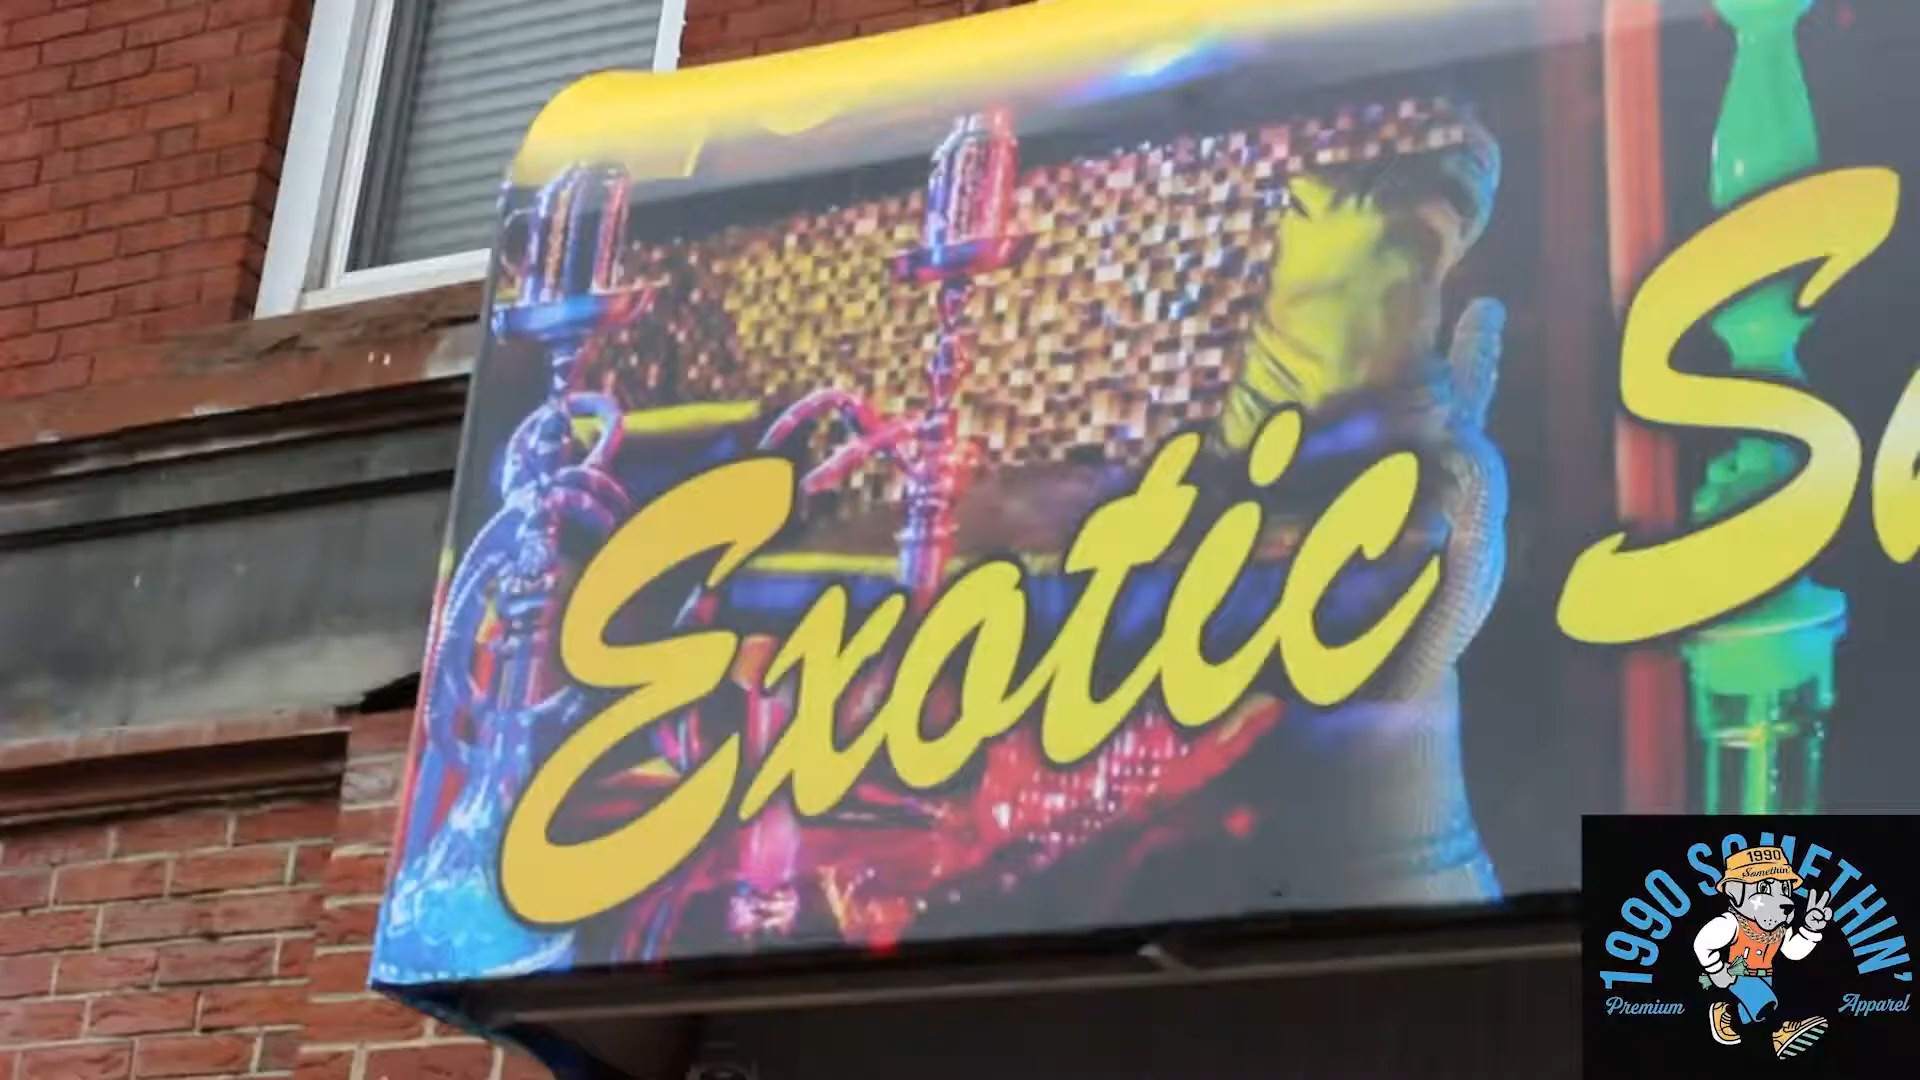 Exotic S
1990 SOMETHIN'
1990
Somethin'
Premium Apparel